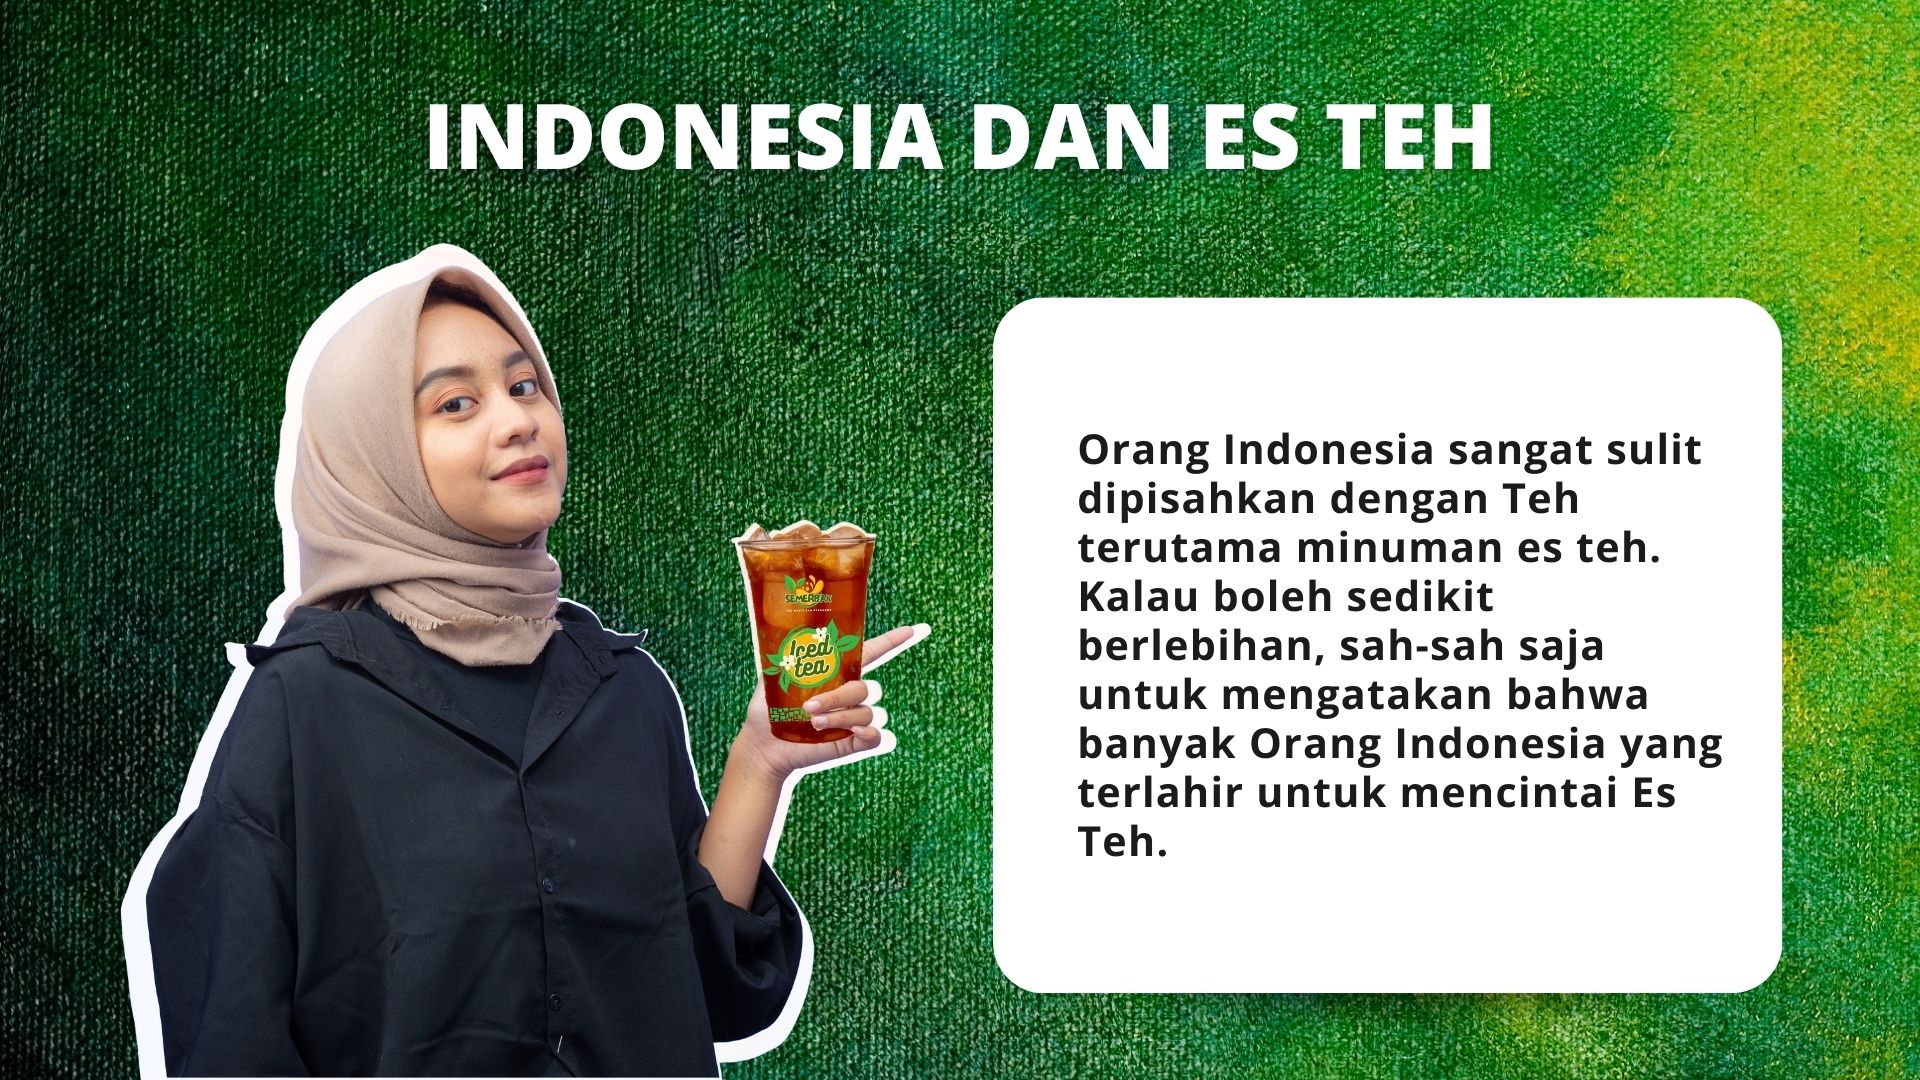 INDONESIA DAN ES TEH
SEMERBAK
Iced
tea
Orang Indonesia sangat sulit
dipisahkan dengan Teh
terutama minuman es teh.
Kalau boleh sedikit
berlebihan, sah-sah saja
untuk mengatakan bahwa
banyak Orang Indonesia yang
terlahir untuk mencintai Es
Teh.